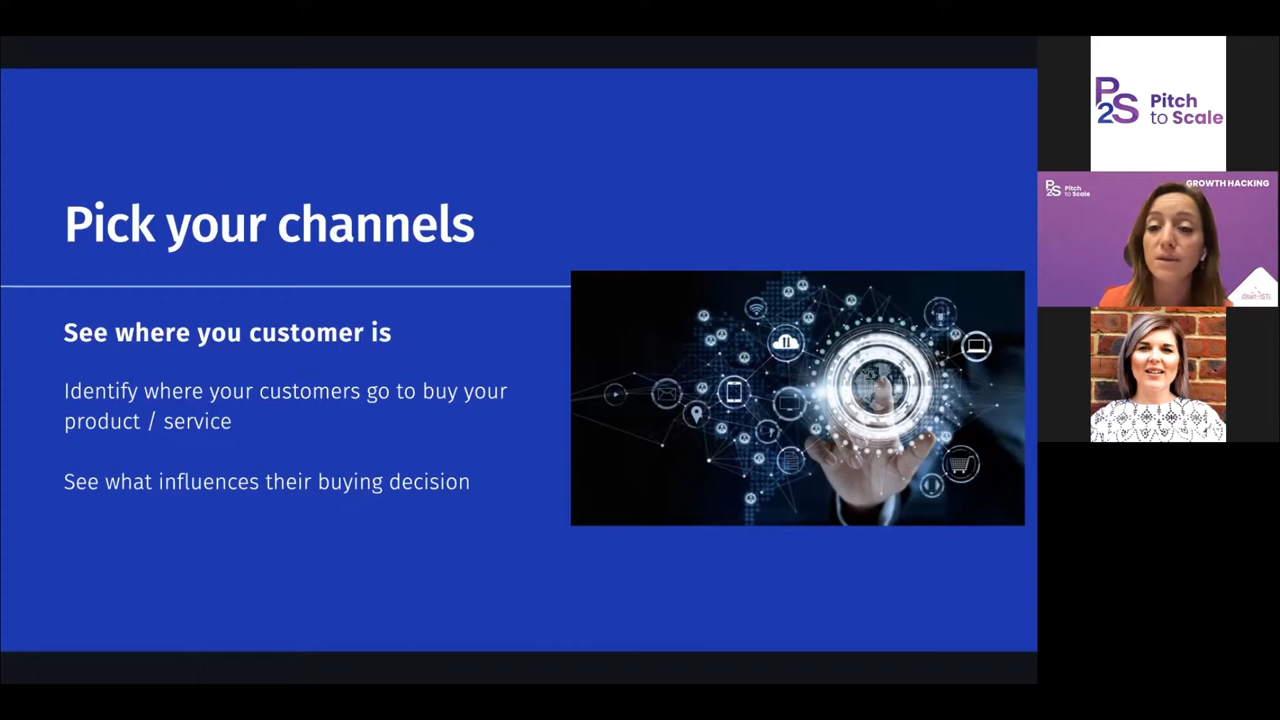 Pick your channels
See where you customer is
Identify where your customers go to buy your
product / service
See what influences their buying decision
P2S
Pitch
to Scale
P2S
Pitch
to Scale
GROWTH HACKING